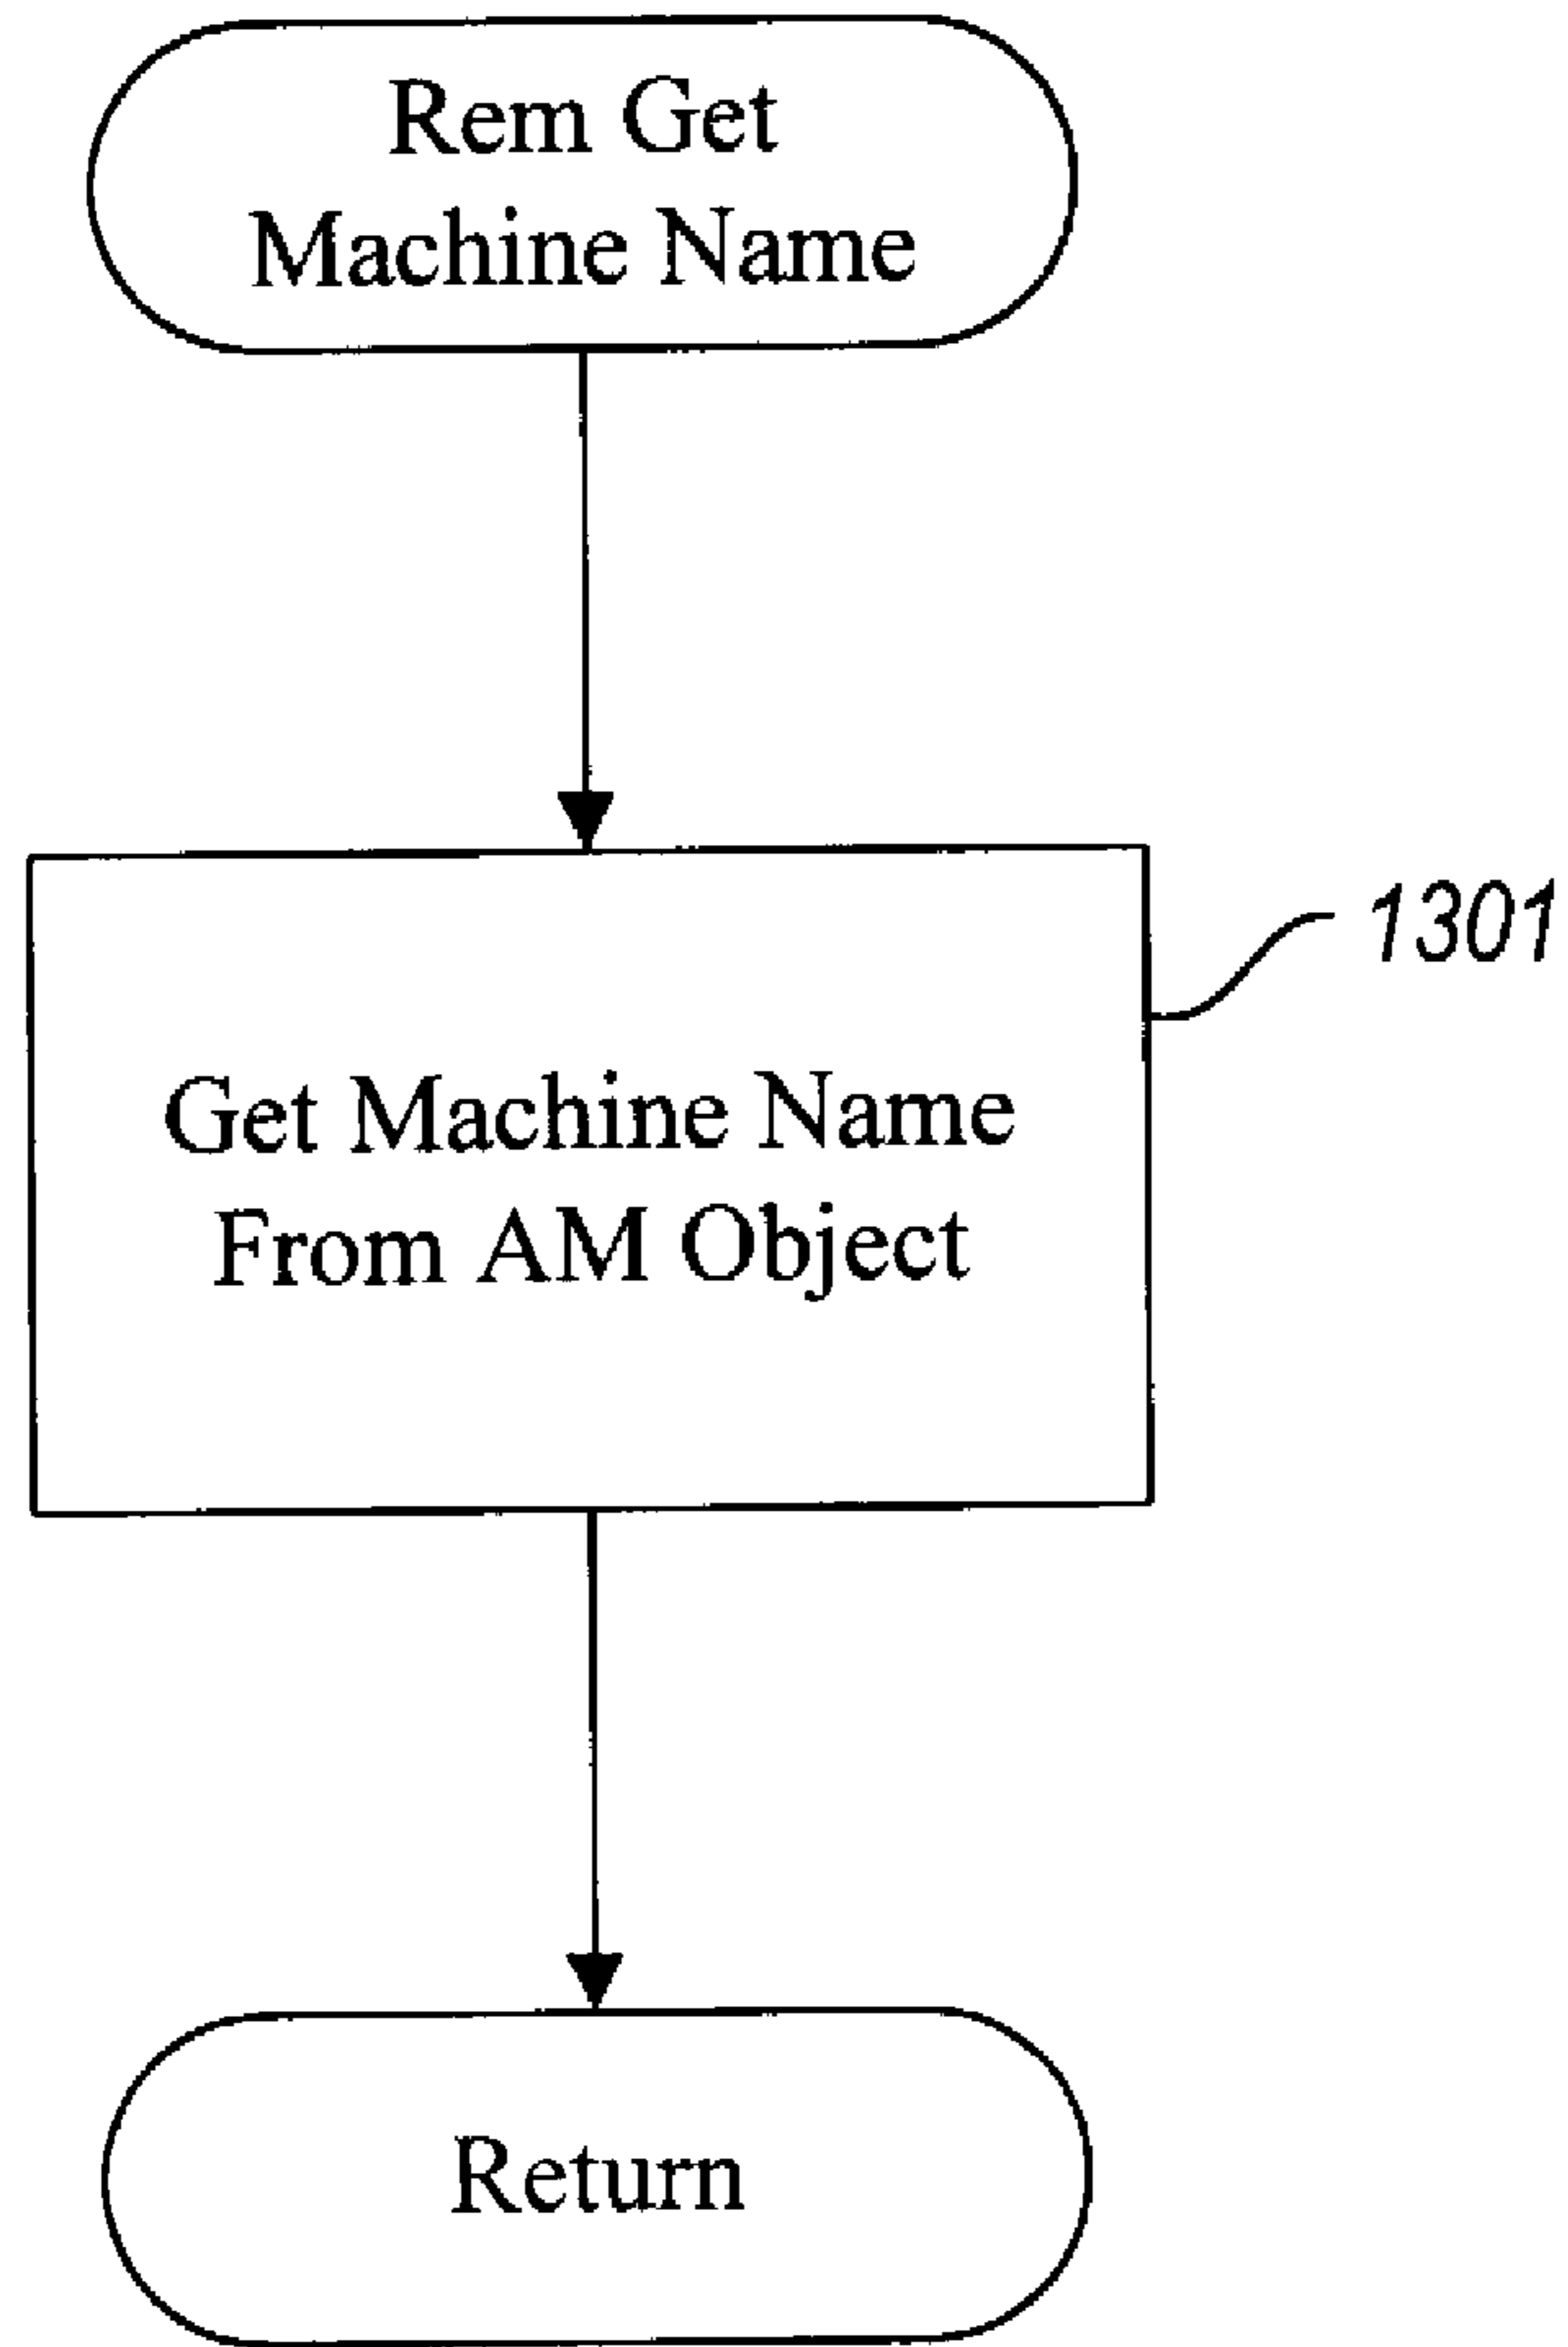 Rem Get
Machine Name
1301
Get Machine Name
From AM Object
Return